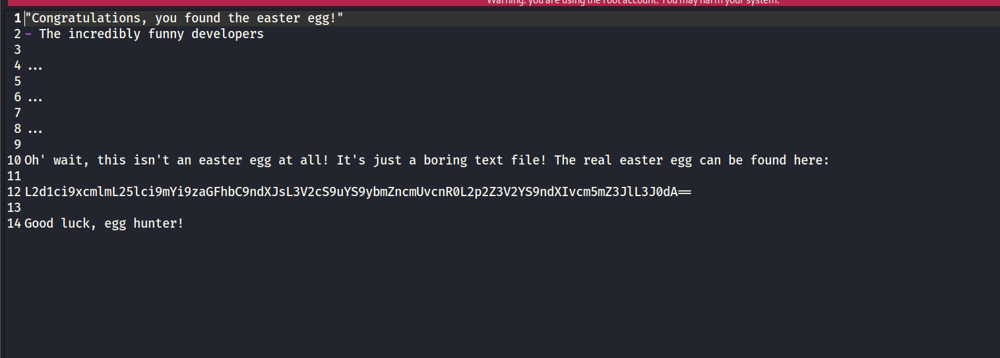 Warning: you are using the root account. You may harm your system.
1 "Congratulations, you found the easter egg!"
2 - The incredibly funny developers
3
4 ...
5
6 ...
7
8 ...
9
10 Oh' wait, this isn't an easter egg at all! It's just a boring text file! The real easter egg can be found here:
11
12 L2d1ci9xcmlmL25lci9mYi9zaGFhbC9ndXJsL3V2cS9uYS9ybmZncmUvcnR0L2p2Z3V2YS9ndXIvcm5mZ3JlL3J0dA==
13
14 Good luck, egg hunter!